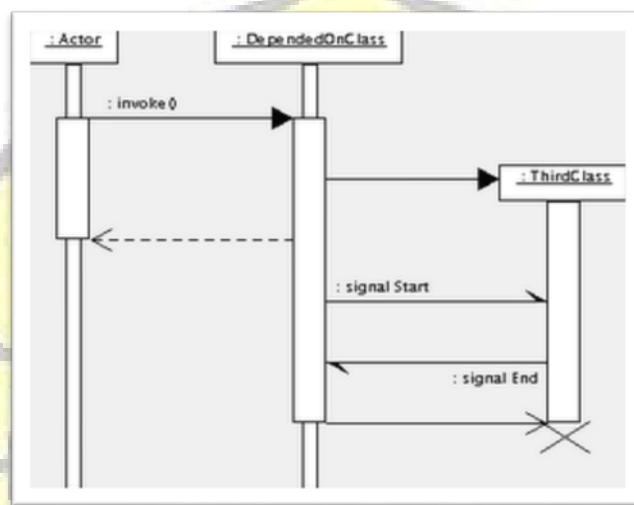 : Actor
: DependedOnClass
: invoke()
: ThirdClass
: signal Start
: signal End